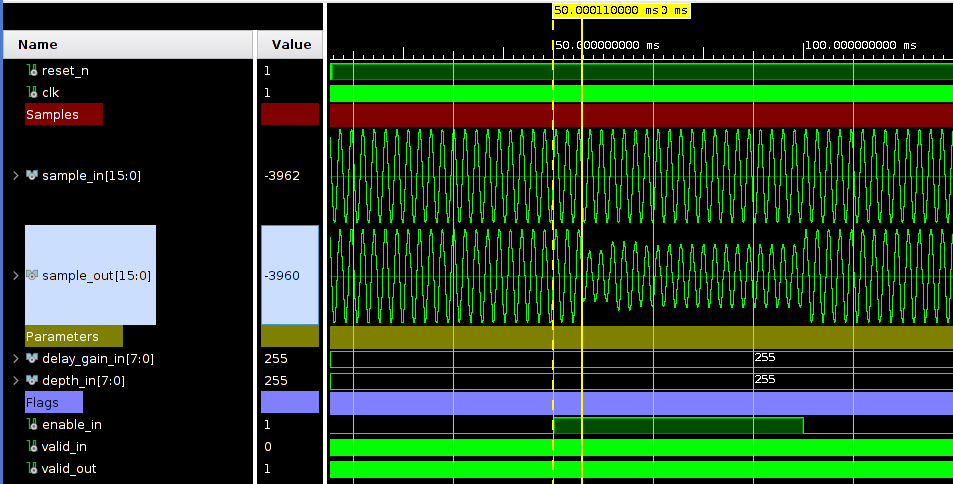 50.000110000 ms0 ms
Name Value
50.000000000 ms 100.000000000 ms
reset_n 1
clk 1
Samples
sample_in[15:0] -3962
sample_out[15:0] -3960
Parameters
delay_gain_in[7:0] 255 255
depth_in[7:0] 255 255
Flags
enable_in 1
valid_in 0
valid_out 1